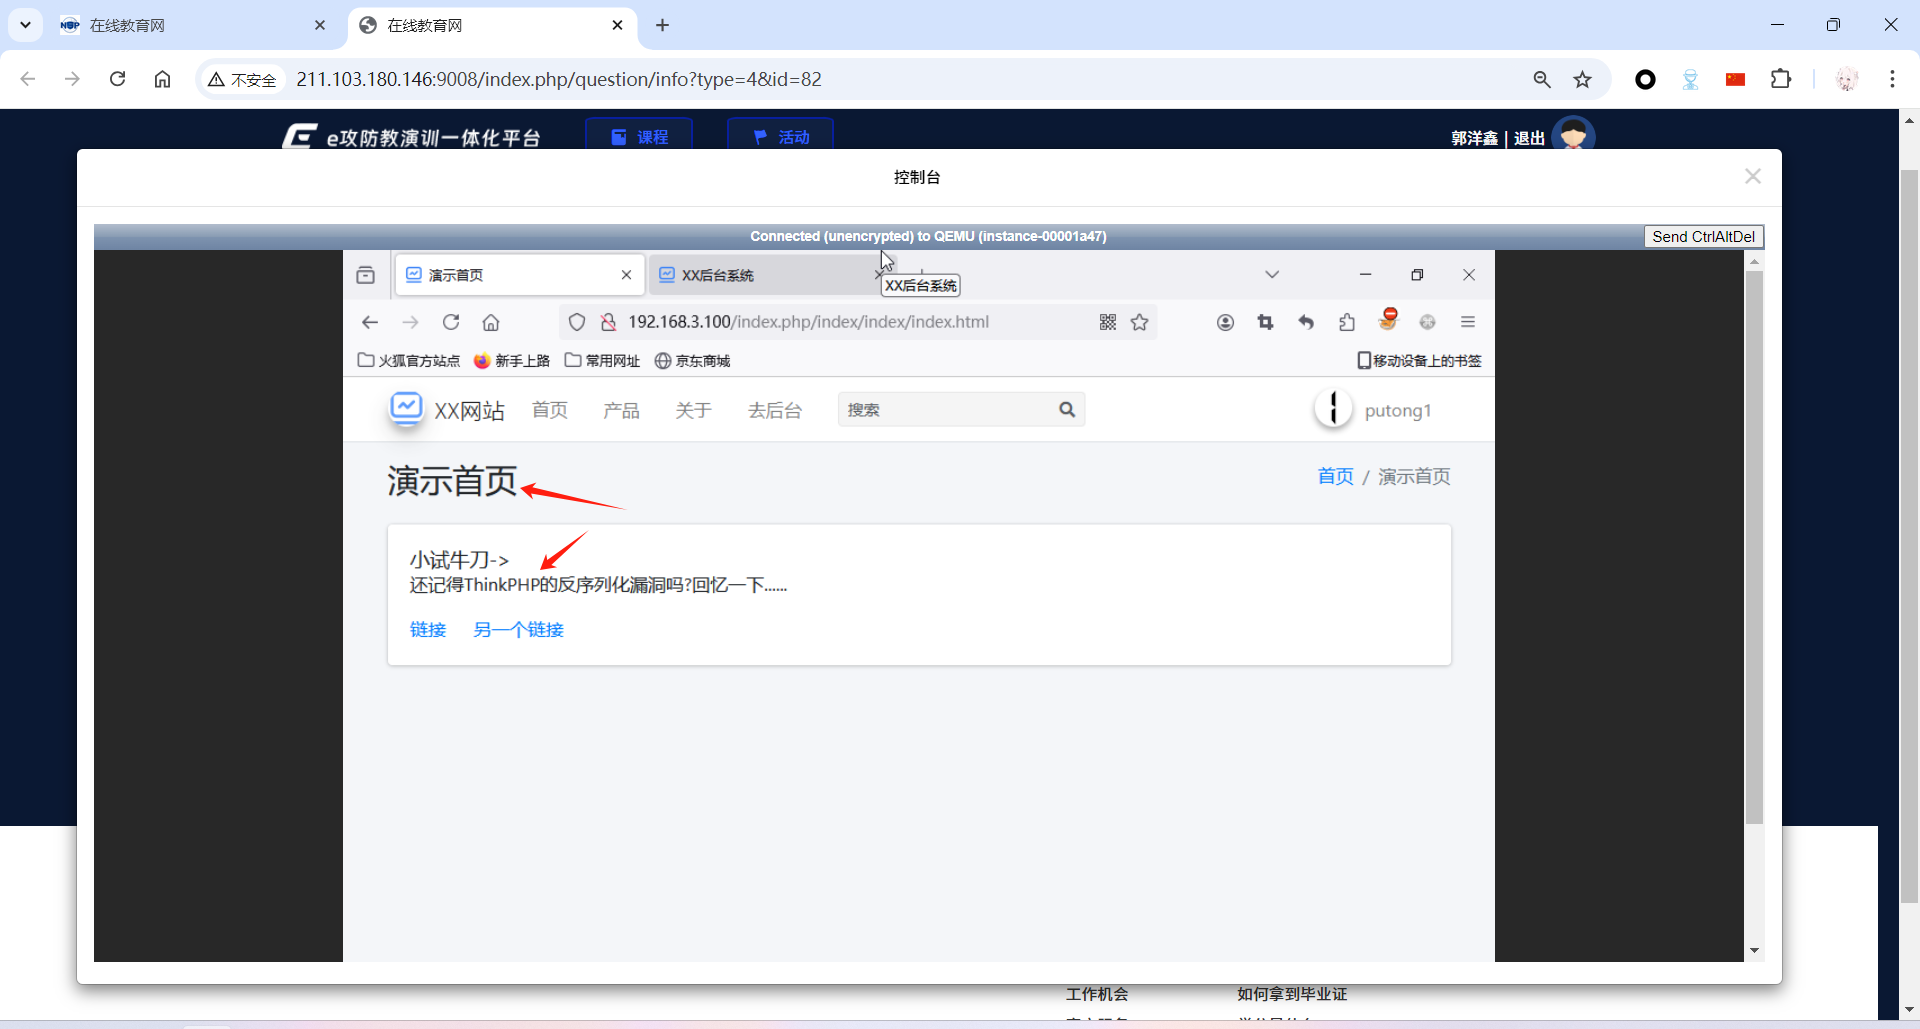 在线教育网
在线教育网
不安全
211.103.180.146:9008/index.php/question/info?type=4&id=82
e攻防教演训一体化平台
课程
活动
郭洋鑫 | 退出
控制台
Connected (unencrypted) to QEMU (instance-00001a47)
Send CtrlAltDel
演示首页
XX后台系统
XX后台系统
192.168.3.100/index.php/index/index/index.html
火狐官方站点
新手上路
常用网址
京东商城
移动设备上的书签
XX网站
首页
产品
关于
去后台
搜索
putong1
演示首页
首页 / 演示首页
小试牛刀->
还记得ThinkPHP的反序列化漏洞吗?回忆一下......
链接
另一个链接
工作机会
如何拿到毕业证